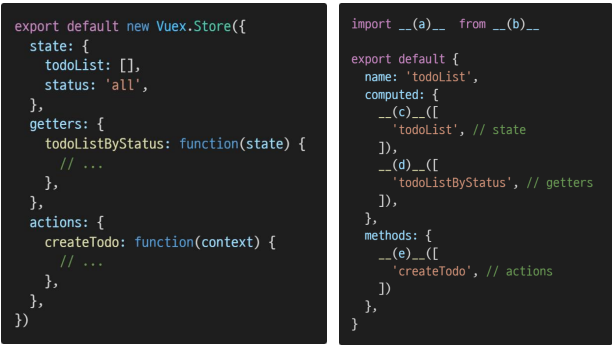 export default new Vuex.Store({
  state: {
    todoList: [],
    status: 'all',
  },
  getters: {
    todoListByStatus: function(state) {
      // ...
    },
  },
  actions: {
    createTodo: function(context) {
      // ...
    },
  },
})
import __(a)__  from __(b)__

export default {
  name: 'todoList',
  computed: {
    __(c)__([
      'todoList', // state
    ]),
    __(d)__([
      'todoListByStatus', // getters
    ]),
  },
  methods: {
    __(e)__([
      'createTodo', // actions
    ])
  },
}